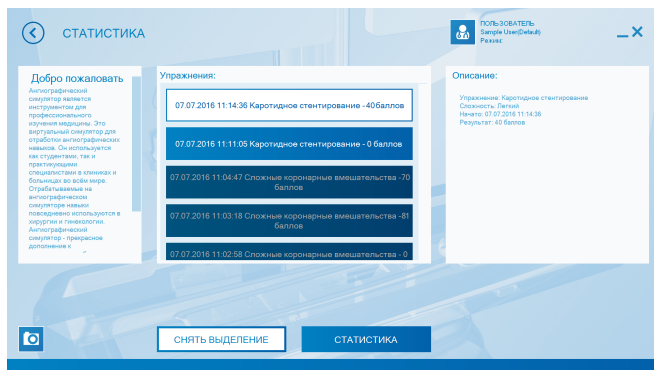 СТАТИСТИКА
ПОЛЬЗОВАТЕЛЬ
Sample User(Default)
Режим:
Добро пожаловать
Ангиографический
симулятор является
инструментом для
профессионального
изучения медицины. Это
виртуальный симулятор для
отработки ангиографических
навыков. Он используется
как студентами, так и
практикующими
специалистами в клиниках и
больницах во всём мире.
Отрабатываемые на
ангиографическом
симуляторе навыки
повседневно используются в
хирургии и гинекологии.
Ангиографический
симулятор - прекрасное
дополнение к
Упражнения:
07.07.2016 11:14:36 Каротидное стентирование - 40баллов
07.07.2016 11:11:05 Каротидное стентирование - 0 баллов
07.07.2016 11:04:47 Сложные коронарные вмешательства -70
баллов
07.07.2016 11:03:18 Сложные коронарные вмешательства -81
баллов
07.07.2016 11:02:58 Сложные коронарные вмешательства - 0
Описание:
Упражнение: Каротидное стентирование
Сложность: Легкий
Начато: 07.07.2016 11:14:36
Результат: 40 баллов
СНЯТЬ ВЫДЕЛЕНИЕ
СТАТИСТИКА